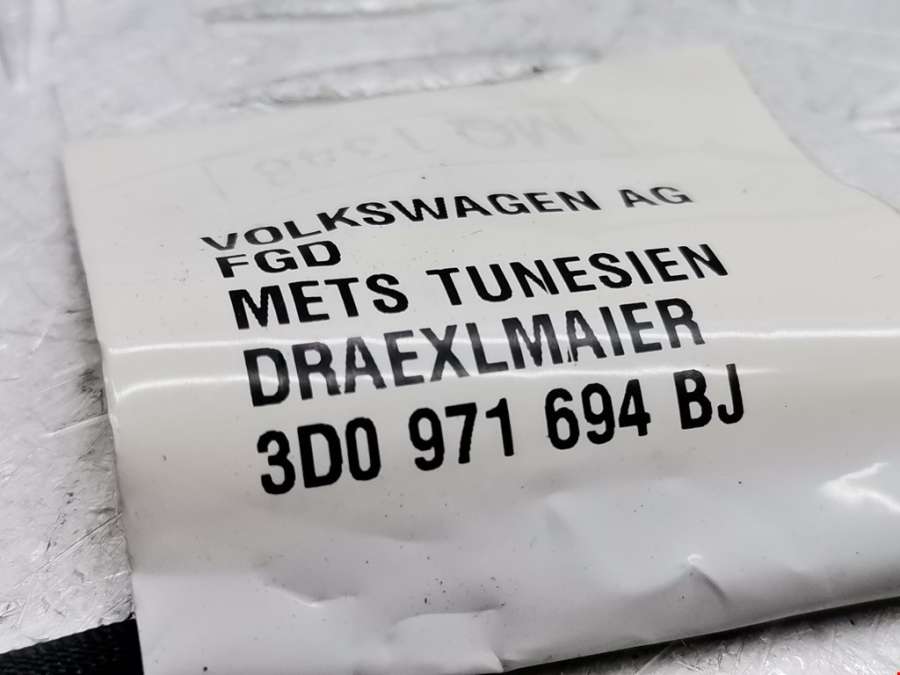 VOLKSWAGEN AG
FGD
METS TUNESIEN
DRAEXLMAIER
3D0 971 694 BJ